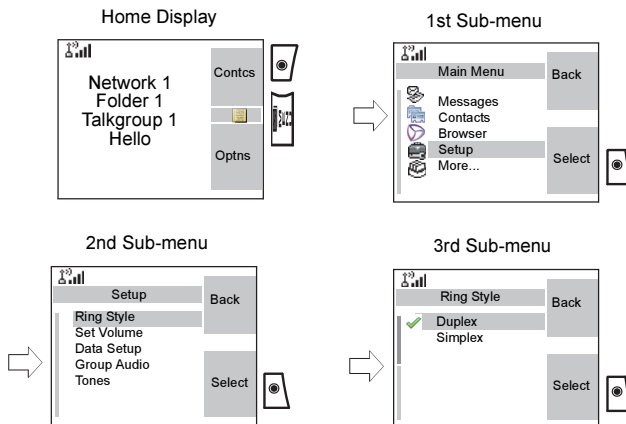 Home Display
Network 1
Folder 1
Talkgroup 1
Hello
Contcs
Optns
1st Sub-menu
Main Menu
Messages
Contacts
Browser
Setup
More...
Back
Select
2nd Sub-menu
Setup
Ring Style
Set Volume
Data Setup
Group Audio
Tones
Back
Select
3rd Sub-menu
Ring Style
Duplex
Simplex
Back
Select